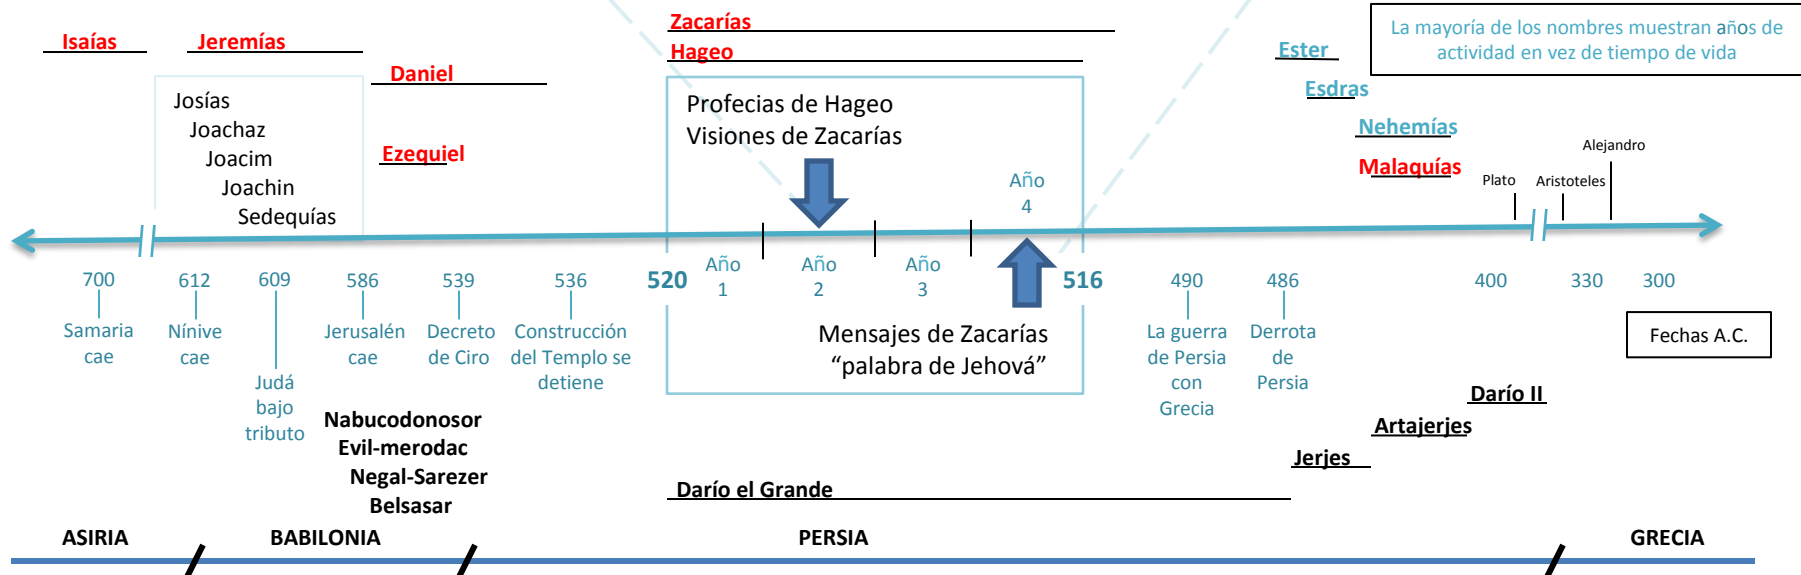 Isaías
Jeremías
Daniel
Ezequiel
Josías
Joachaz
Joacim
Joachin
Sedequías
Zacarías
Hageo
Profecias de Hageo
Visiones de Zacarías
Año
4
Ester
Esdras
Nehemías
Malaquías
La mayoría de los nombres muestran años de
actividad en vez de tiempo de vida
Plato
Aristoteles
Alejandro
700
Samaria
cae
612
Nínive
cae
609
Judá
bajo
tributo
586
Jerusalén
cae
539
Decreto
de Ciro
536
Construcción
del Templo se
detiene
520
Año
1
Año
2
Año
3
516
Mensajes de Zacarías
“palabra de Jehová”
490
La guerra
de Persia
con
Grecia
486
Derrota
de
Persia
400
330
300
Fechas A.C.
Nabucodonosor
Evil-merodac
Negal-Sarezer
Belsasar
Darío el Grande
Jerjes
Artajerjes
Darío II
ASIRIA
BABILONIA
PERSIA
GRECIA